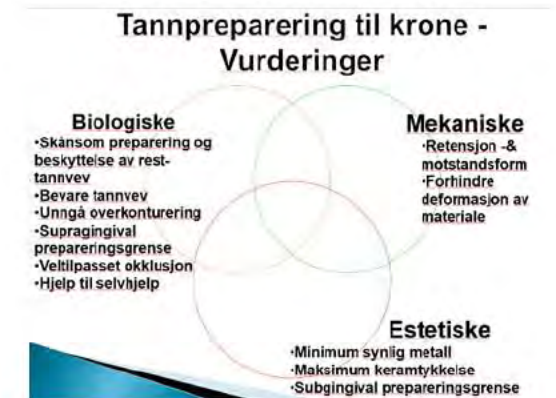 Tannpreparering til krone -
Vurderinger
Biologiske
•Skånsom preparering og
beskyttelse av rest-
tannvev
•Bevare tannvev
•Unngå overkonturering
•Supragingival
prepareringsgrense
•Veltilpasset okklusjon
•Hjelp til selvhjelp
Mekaniske
•Retensjon -&
motstandsform
•Forhindre
deformasjon av
materiale
Estetiske
•Minimum synlig metall
•Maksimum keramtykkelse
•Subgingival prepareringsgrense